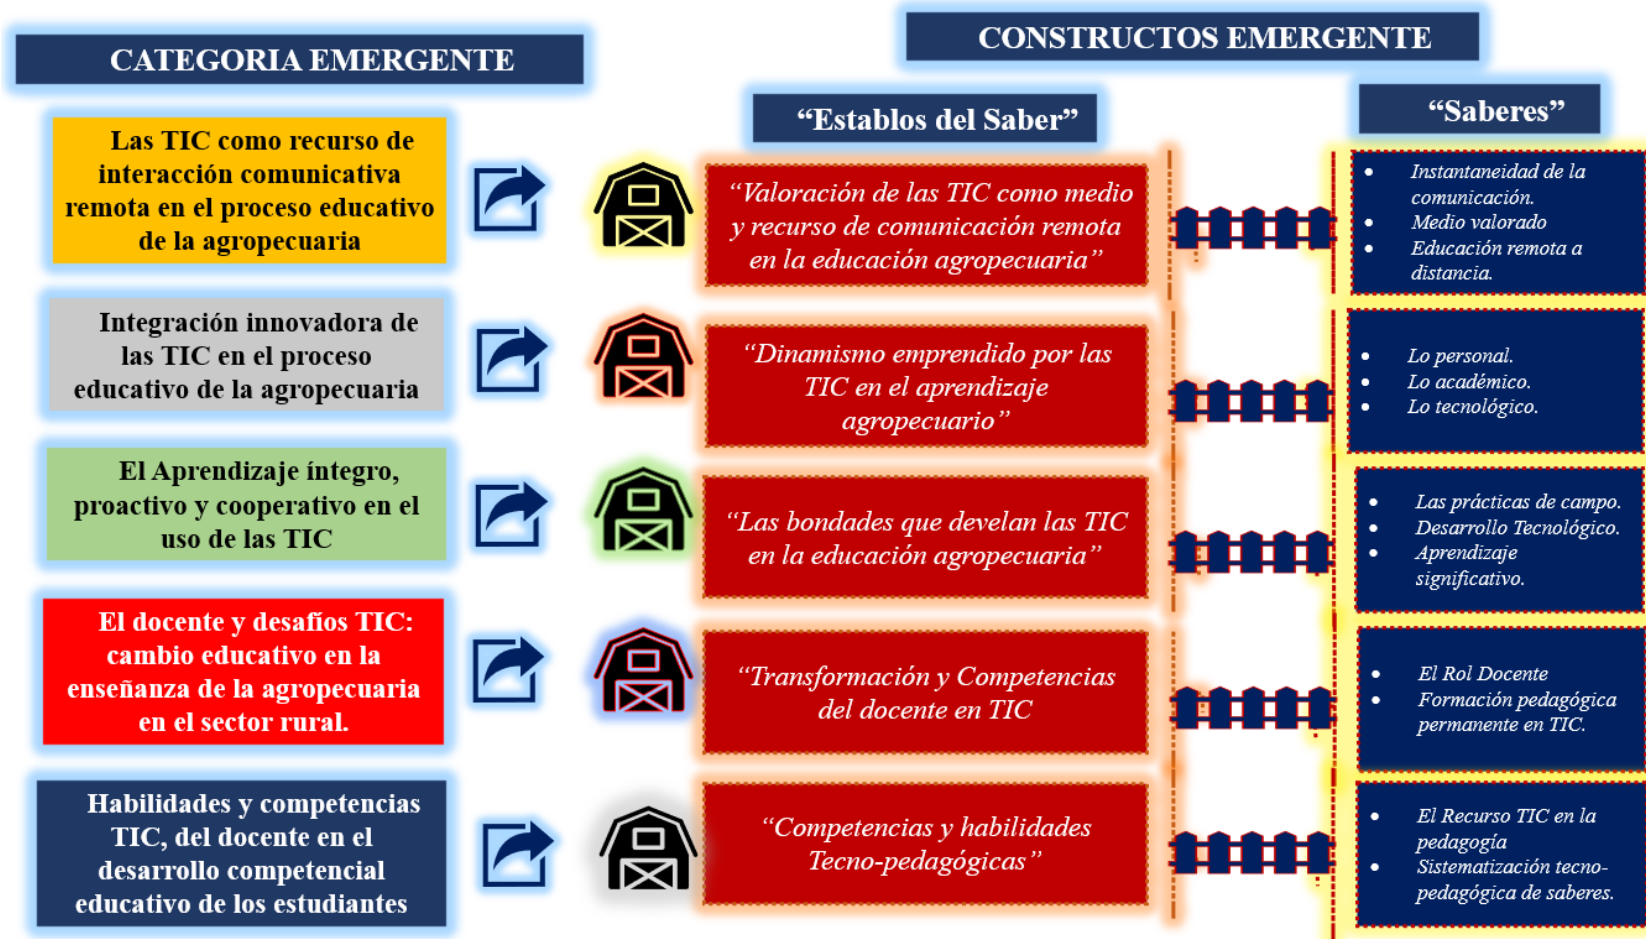 CATEGORIA EMERGENTE
CONSTRUCTOS EMERGENTE
“Establos del Saber”
“Saberes”
Las TIC como recurso de
interacción comunicativa
remota en el proceso educativo
de la agropecuaria
“Valoración de las TIC como medio
y recurso de comunicación remota
en la educación agropecuaria”
• Instantaneidad de la
comunicación.
• Medio valorado
• Educación remota a
distancia.
Integración innovadora de
las TIC en el proceso
educativo de la agropecuaria
“Dinamismo emprendido por las
TIC en el aprendizaje
agropecuario”
• Lo personal.
• Lo académico.
• Lo tecnológico.
El Aprendizaje íntegro,
proactivo y cooperativo en el
uso de las TIC
“Las bondades que develan las TIC
en la educación agropecuaria”
• Las prácticas de campo.
• Desarrollo Tecnológico.
• Aprendizaje
significativo.
El docente y desafíos TIC:
cambio educativo en la
enseñanza de la agropecuaria
en el sector rural.
“Transformación y Competencias
del docente en TIC
• El Rol Docente
• Formación pedagógica
permanente en TIC.
Habilidades y competencias
TIC, del docente en el
desarrollo competencial
educativo de los estudiantes
“Competencias y habilidades
Tecno-pedagógicas”
• El Recurso TIC en la
pedagogía
• Sistematización tecno-
pedagógica de saberes.